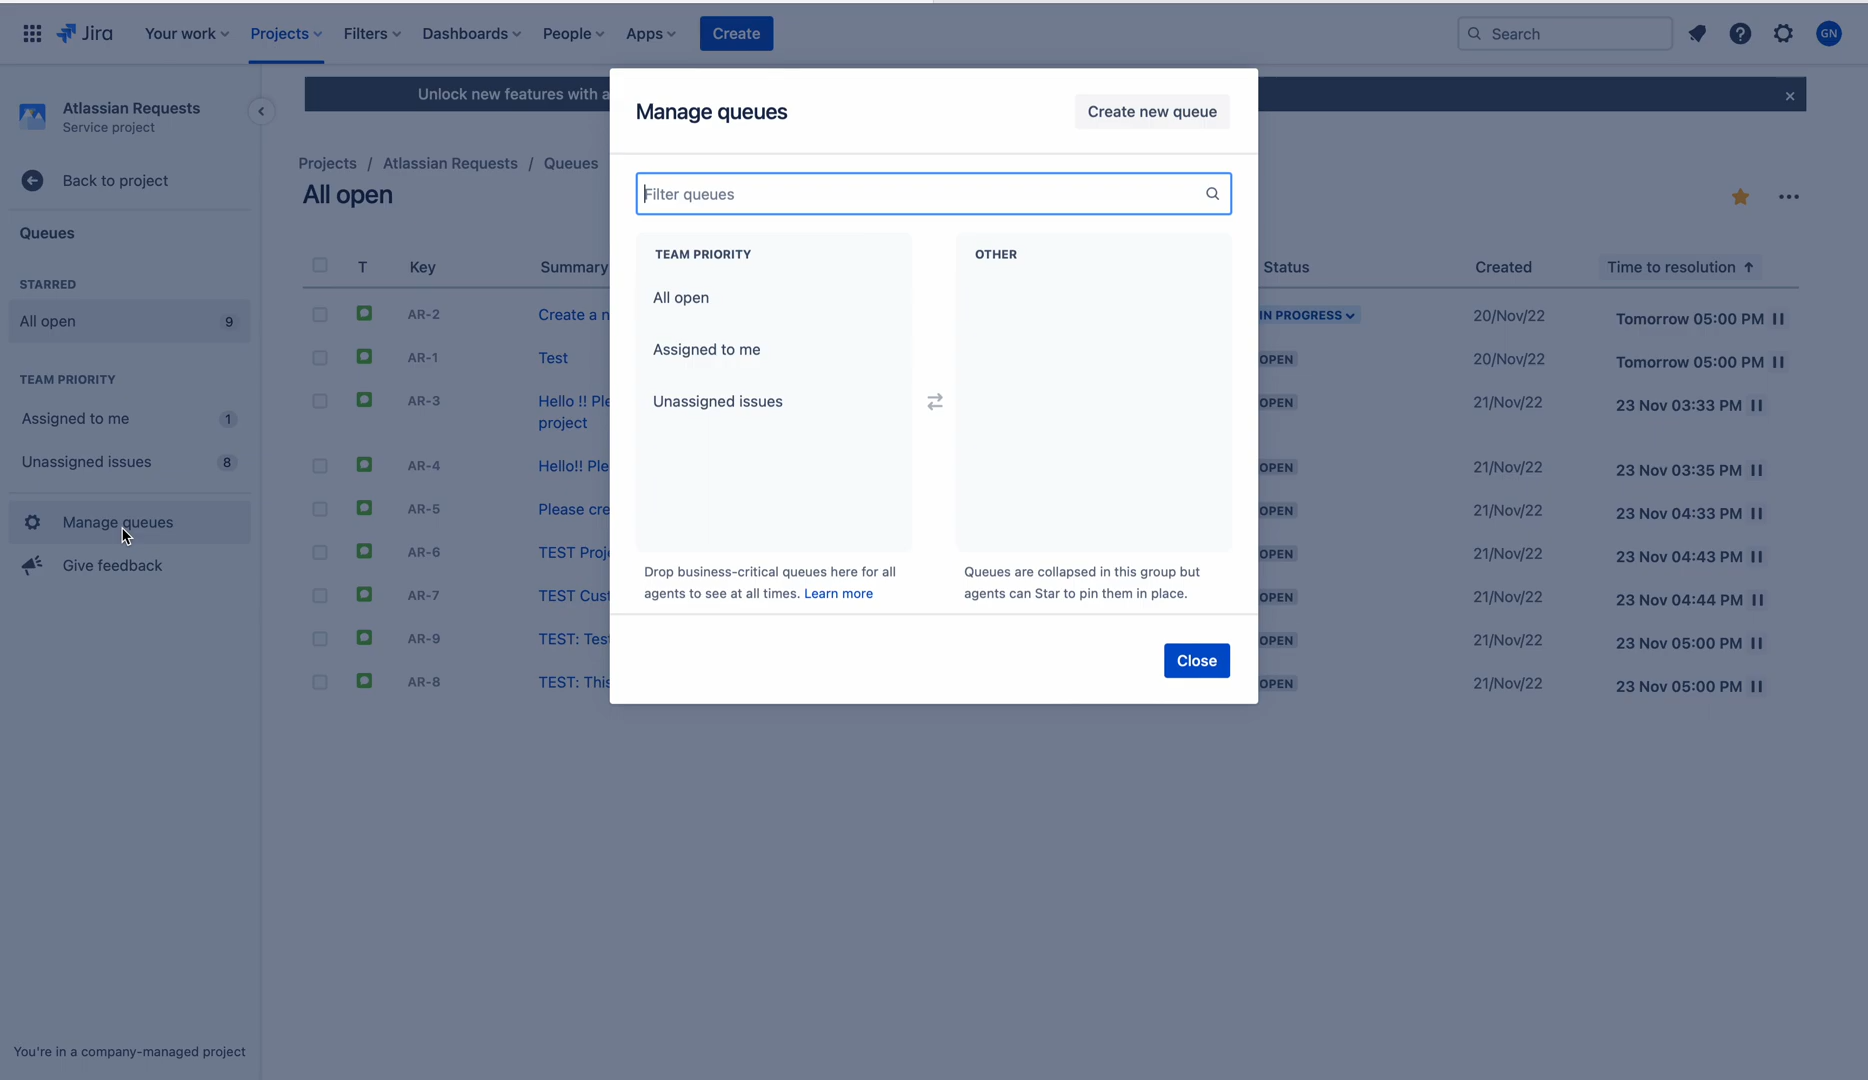 Jira
Your work
Projects
Filters
Dashboards
People
Apps
Create
Search
GN
Atlassian Requests
Service project
Back to project
Queues
STARRED
All open 9
TEAM PRIORITY
Assigned to me 1
Unassigned issues 8
Manage queues
Give feedback
You're in a company-managed project
Unlock new features with a
Projects / Atlassian Requests / Queues
All open
T Key Summary Status Created Time to resolution ↑
AR-2 Create a n IN PROGRESS 20/Nov/22 Tomorrow 05:00 PM
AR-1 Test OPEN 20/Nov/22 Tomorrow 05:00 PM
AR-3 Hello !! Ple OPEN 21/Nov/22 23 Nov 03:33 PM
project
AR-4 Hello!! Ple OPEN 21/Nov/22 23 Nov 03:35 PM
AR-5 Please cre OPEN 21/Nov/22 23 Nov 04:33 PM
AR-6 TEST Proj OPEN 21/Nov/22 23 Nov 04:43 PM
AR-7 TEST Cust OPEN 21/Nov/22 23 Nov 04:44 PM
AR-9 TEST: Test OPEN 21/Nov/22 23 Nov 05:00 PM
AR-8 TEST: This OPEN 21/Nov/22 23 Nov 05:00 PM
Manage queues
Create new queue
Filter queues
TEAM PRIORITY
All open
Assigned to me
Unassigned issues
Drop business-critical queues here for all
agents to see at all times. Learn more
OTHER
Queues are collapsed in this group but
agents can Star to pin them in place.
Close